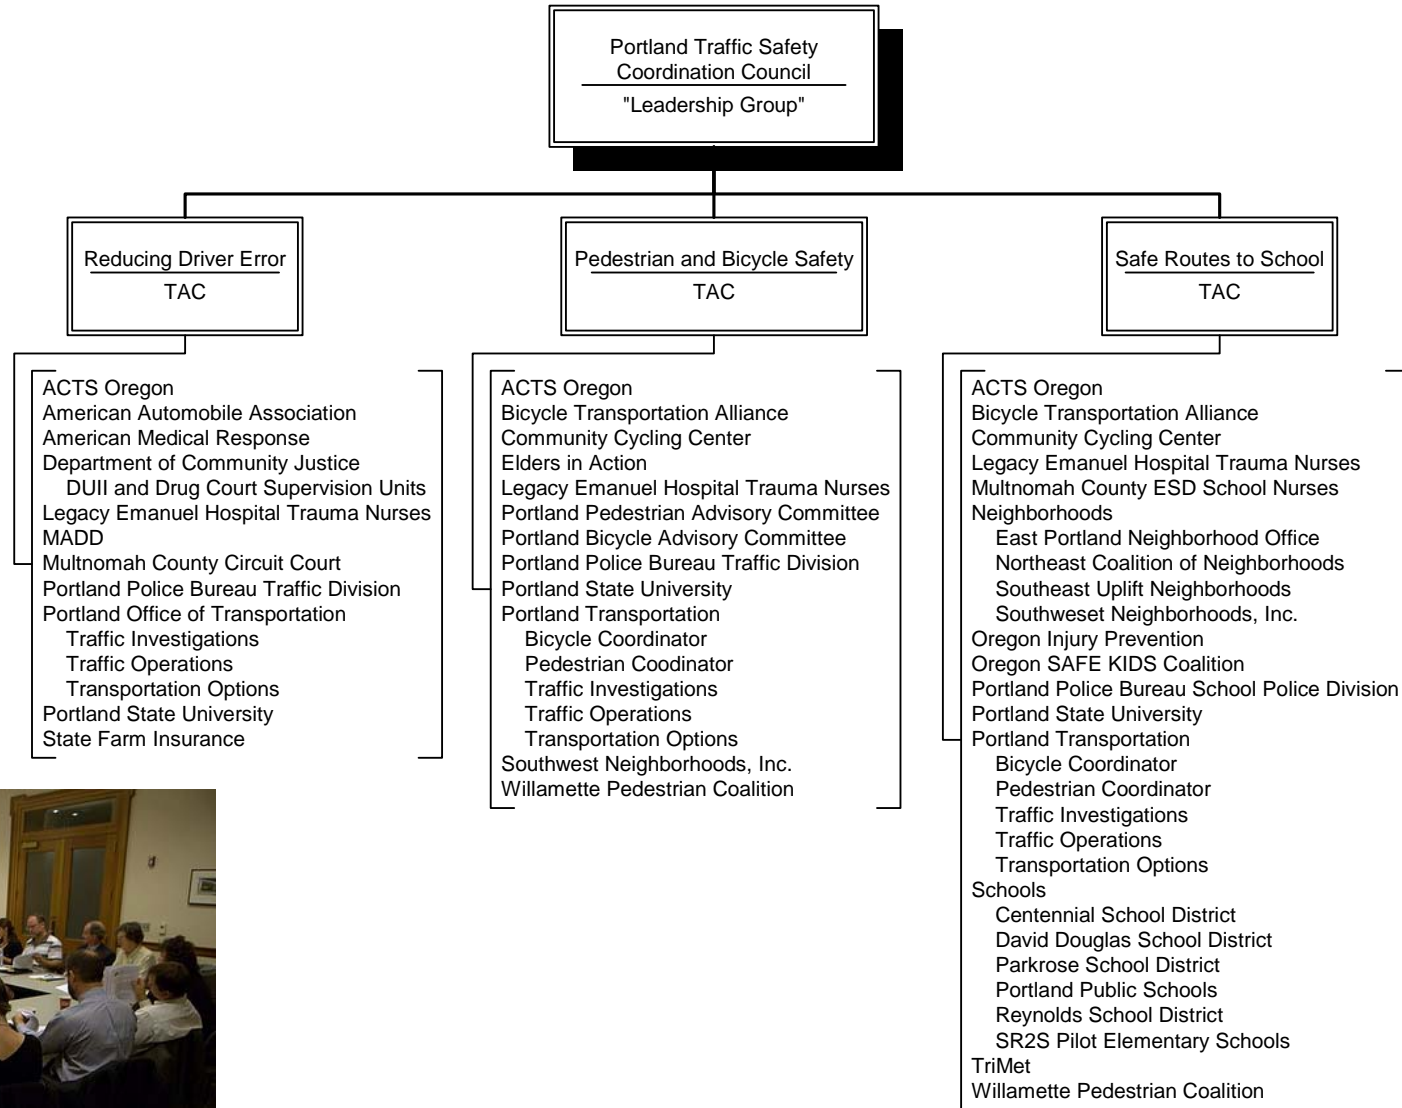 Portland Traffic Safety
Coordination Council
"Leadership Group"
Reducing Driver Error
TAC
ACTS Oregon
American Automobile Association
American Medical Response
Department of Community Justice
DUII and Drug Court Supervision Units
Legacy Emanuel Hospital Trauma Nurses
MADD
Multnomah County Circuit Court
Portland Police Bureau Traffic Division
Portland Office of Transportation
Traffic Investigations
Traffic Operations
Transportation Options
Portland State University
State Farm Insurance
Pedestrian and Bicycle Safety
TAC
ACTS Oregon
Bicycle Transportation Alliance
Community Cycling Center
Elders in Action
Legacy Emanuel Hospital Trauma Nurses
Portland Pedestrian Advisory Committee
Portland Bicycle Advisory Committee
Portland Police Bureau Traffic Division
Portland State University
Portland Transportation
Bicycle Coordinator
Pedestrian Coodinator
Traffic Investigations
Traffic Operations
Transportation Options
Southwest Neighborhoods, Inc.
Willamette Pedestrian Coalition
Safe Routes to School
TAC
ACTS Oregon
Bicycle Transportation Alliance
Community Cycling Center
Legacy Emanuel Hospital Trauma Nurses
Multnomah County ESD School Nurses
Neighborhoods
East Portland Neighborhood Office
Northeast Coalition of Neighborhoods
Southeast Uplift Neighborhoods
Southweset Neighborhoods, Inc.
Oregon Injury Prevention
Oregon SAFE KIDS Coalition
Portland Police Bureau School Police Division
Portland State University
Portland Transportation
Bicycle Coordinator
Pedestrian Coordinator
Traffic Investigations
Traffic Operations
Transportation Options
Schools
Centennial School District
David Douglas School District
Parkrose School District
Portland Public Schools
Reynolds School District
SR2S Pilot Elementary Schools
TriMet
Willamette Pedestrian Coalition